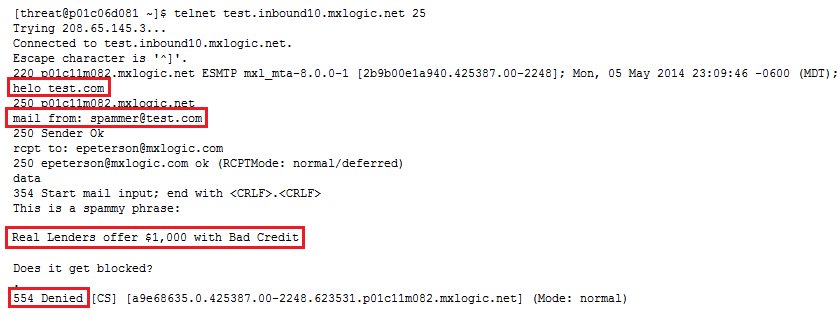 [threat@p01c06d081 ~]$ telnet test.inbound10.mxlogic.net 25
Trying 208.65.145.3...
Connected to test.inbound10.mxlogic.net.
Escape character is '^]'.
220 p01c11m082.mxlogic.net ESMTP mxl_mta-8.0.0-1 [2b9b00e1a940.425387.00-2248]; Mon, 05 May 2014 23:09:46 -0600 (MDT);
helo test.com
250 p01c11m082.mxlogic.net
mail from: spammer@test.com
250 Sender Ok
rcpt to: epeterson@mxlogic.com
250 epeterson@mxlogic.com ok (RCPTMode: normal/deferred)
data
354 Start mail input; end with <CRLF>.<CRLF>
This is a spammy phrase:
Real Lenders offer $1,000 with Bad Credit
Does it get blocked?
.
554 Denied [CS] [a9e68635.0.425387.00-2248.623531.p01c11m082.mxlogic.net] (Mode: normal)